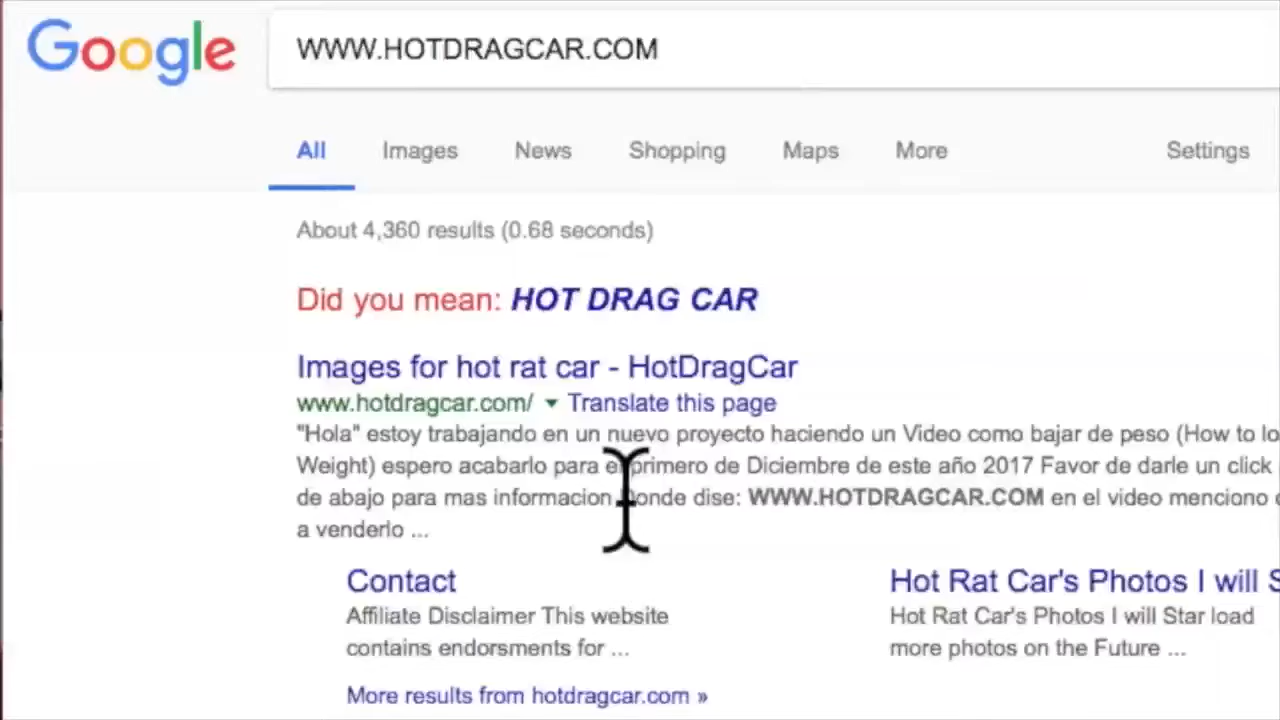 Google
WWW.HOTDRAGCAR.COM
All Images News Shopping Maps More Settings
About 4,360 results (0.68 seconds)
Did you mean: HOT DRAG CAR
Images for hot rat car - HotDragCar
www.hotdragcar.com/ Translate this page
"Hola" estoy trabajando en un nuevo proyecto haciendo un Video como bajar de peso (How to lo
Weight) espero acabarlo para el primero de Diciembre de este año 2017 Favor de darle un click
de abajo para mas informacion Donde dise: WWW.HOTDRAGCAR.COM en el video menciono
a venderlo ...
Contact
Affiliate Disclaimer This website
contains endorsements for ...
Hot Rat Car's Photos I will S
Hot Rat Car's Photos I will Star load
more photos on the Future ...
More results from hotdragcar.com »